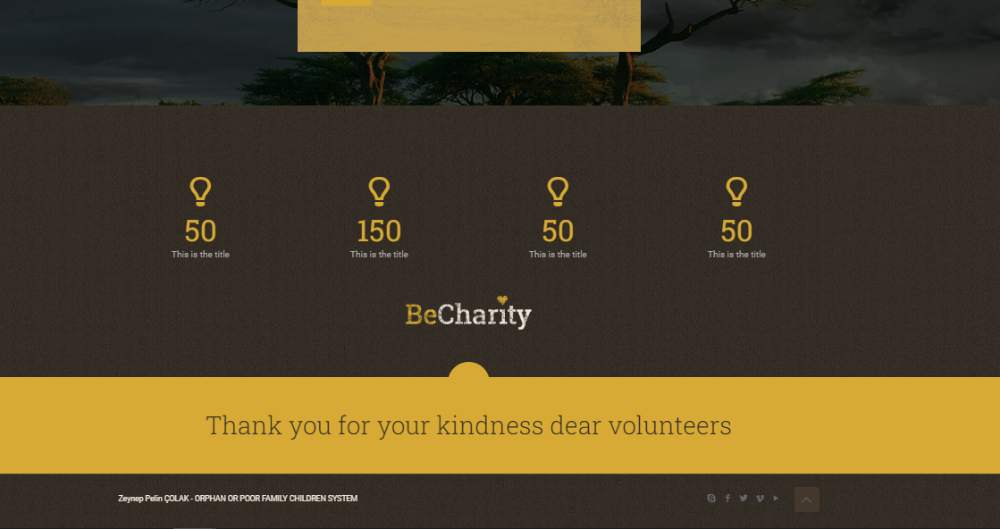 50
150
50
50
This is the title
This is the title
This is the title
This is the title
BeCharity
Thank you for your kindness dear volunteers
Zeynep Pelin ÇOLAK - ORPHAN OR POOR FAMILY CHILDREN SYSTEM